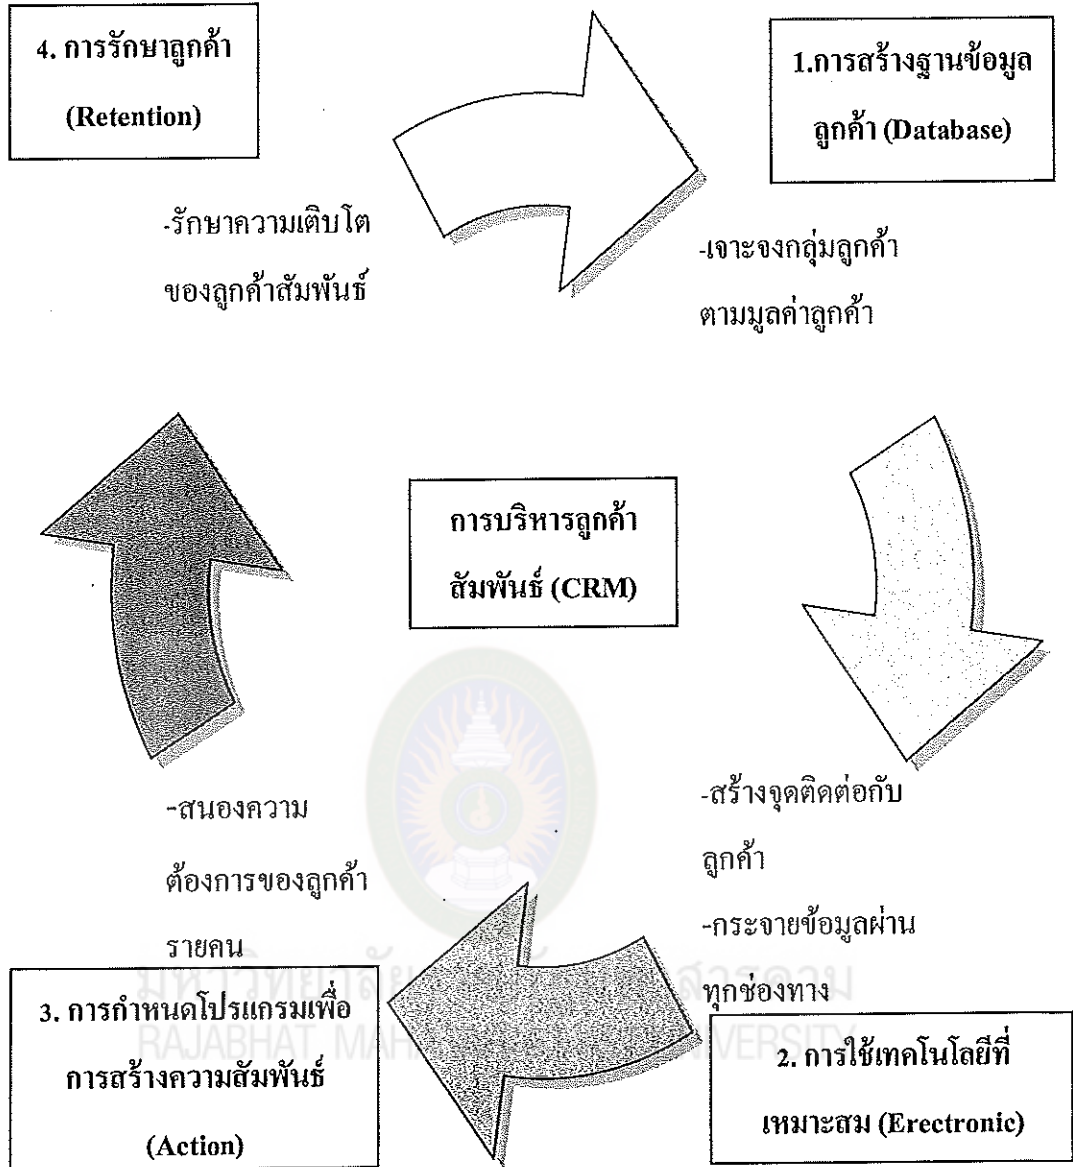 4. การรักษาลูกค้า
(Retention)
1.การสร้างฐานข้อมูล
ลูกค้า (Database)
-รักษาความเติบโต
ของลูกค้าสัมพันธ์
-เจาะจงกลุ่มลูกค้า
ตามมูลค่าลูกค้า
การบริหารลูกค้า
สัมพันธ์ (CRM)
-สนองความ
ต้องการของลูกค้า
รายคน
-สร้างจุดติดต่อกับ
ลูกค้า
-กระจายข้อมูลผ่าน
ทุกช่องทาง
3. การกำหนดโปรแกรมเพื่อ
การสร้างความสัมพันธ์
(Action)
2. การใช้เทคโนโลยีที่
เหมาะสม (Erectronic)
RAJABHAT